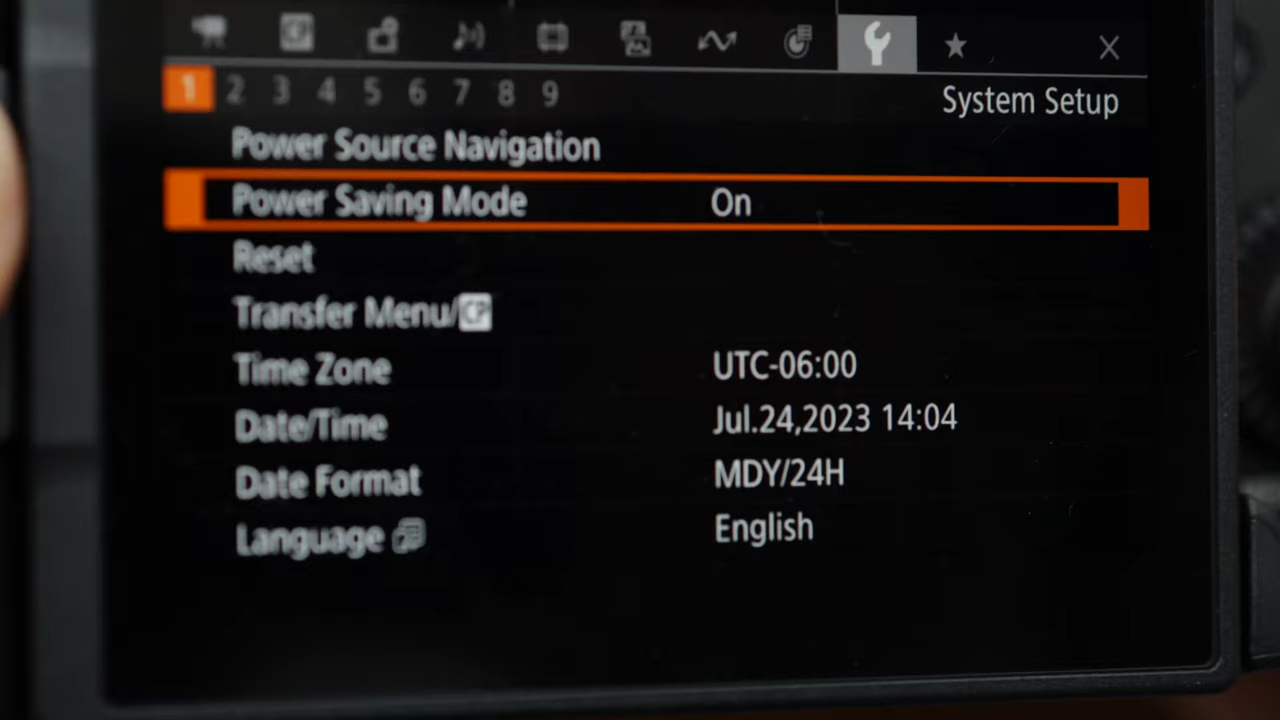 1 2 3 4 5 6 7 8 9
System Setup
Power Source Navigation
Power Saving Mode On
Reset
Transfer Menu/CP
Time Zone UTC-06:00
Date/Time Jul.24,2023 14:04
Date Format MDY/24H
Language English